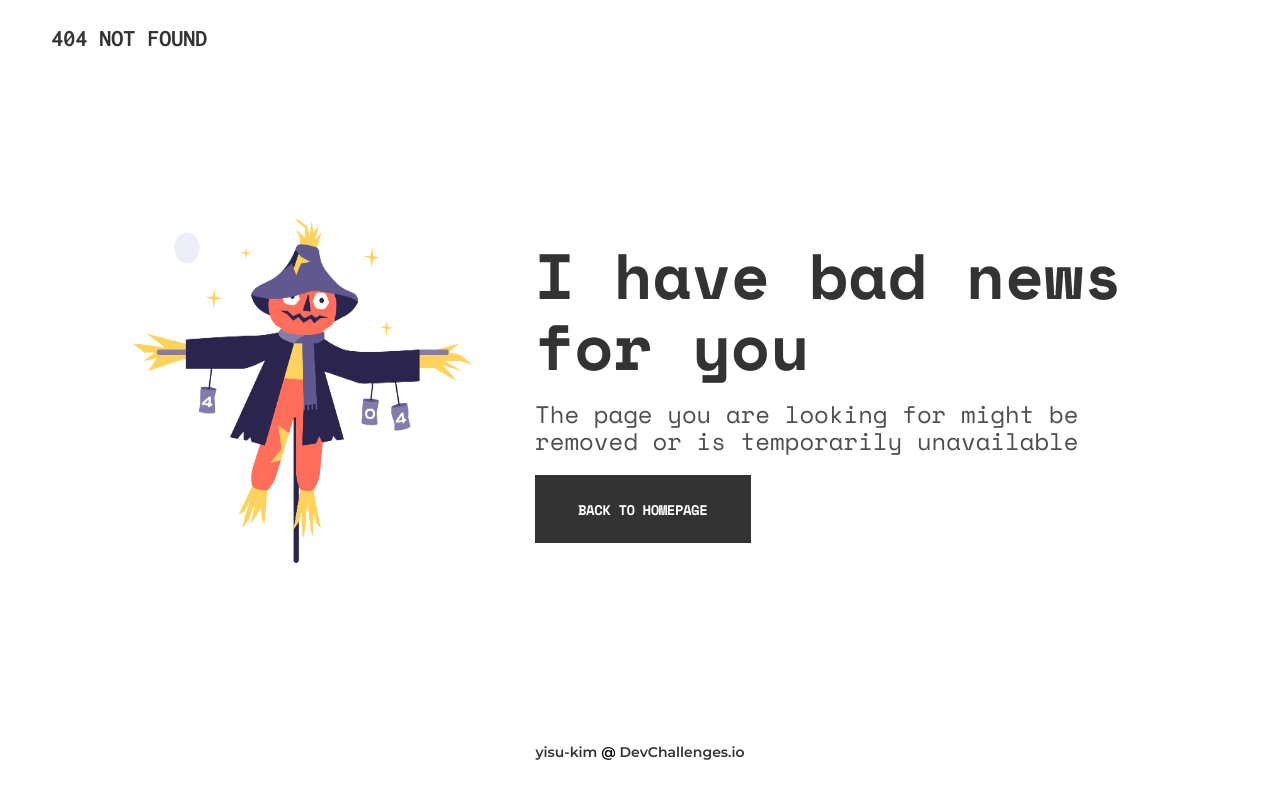 404 NOT FOUND
I have bad news
for you
The page you are looking for might be
removed or is temporarily unavailable
4
0
4
BACK TO HOMEPAGE
yisu-kim @ DevChallenges.io